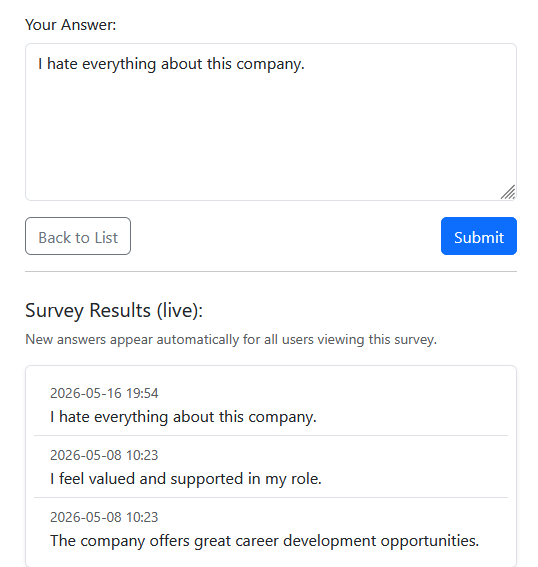 Your Answer:
I hate everything about this company.
Back to List
Submit
Survey Results (live):
New answers appear automatically for all users viewing this survey.
2026-05-16 19:54
I hate everything about this company.
2026-05-08 10:23
I feel valued and supported in my role.
2026-05-08 10:23
The company offers great career development opportunities.